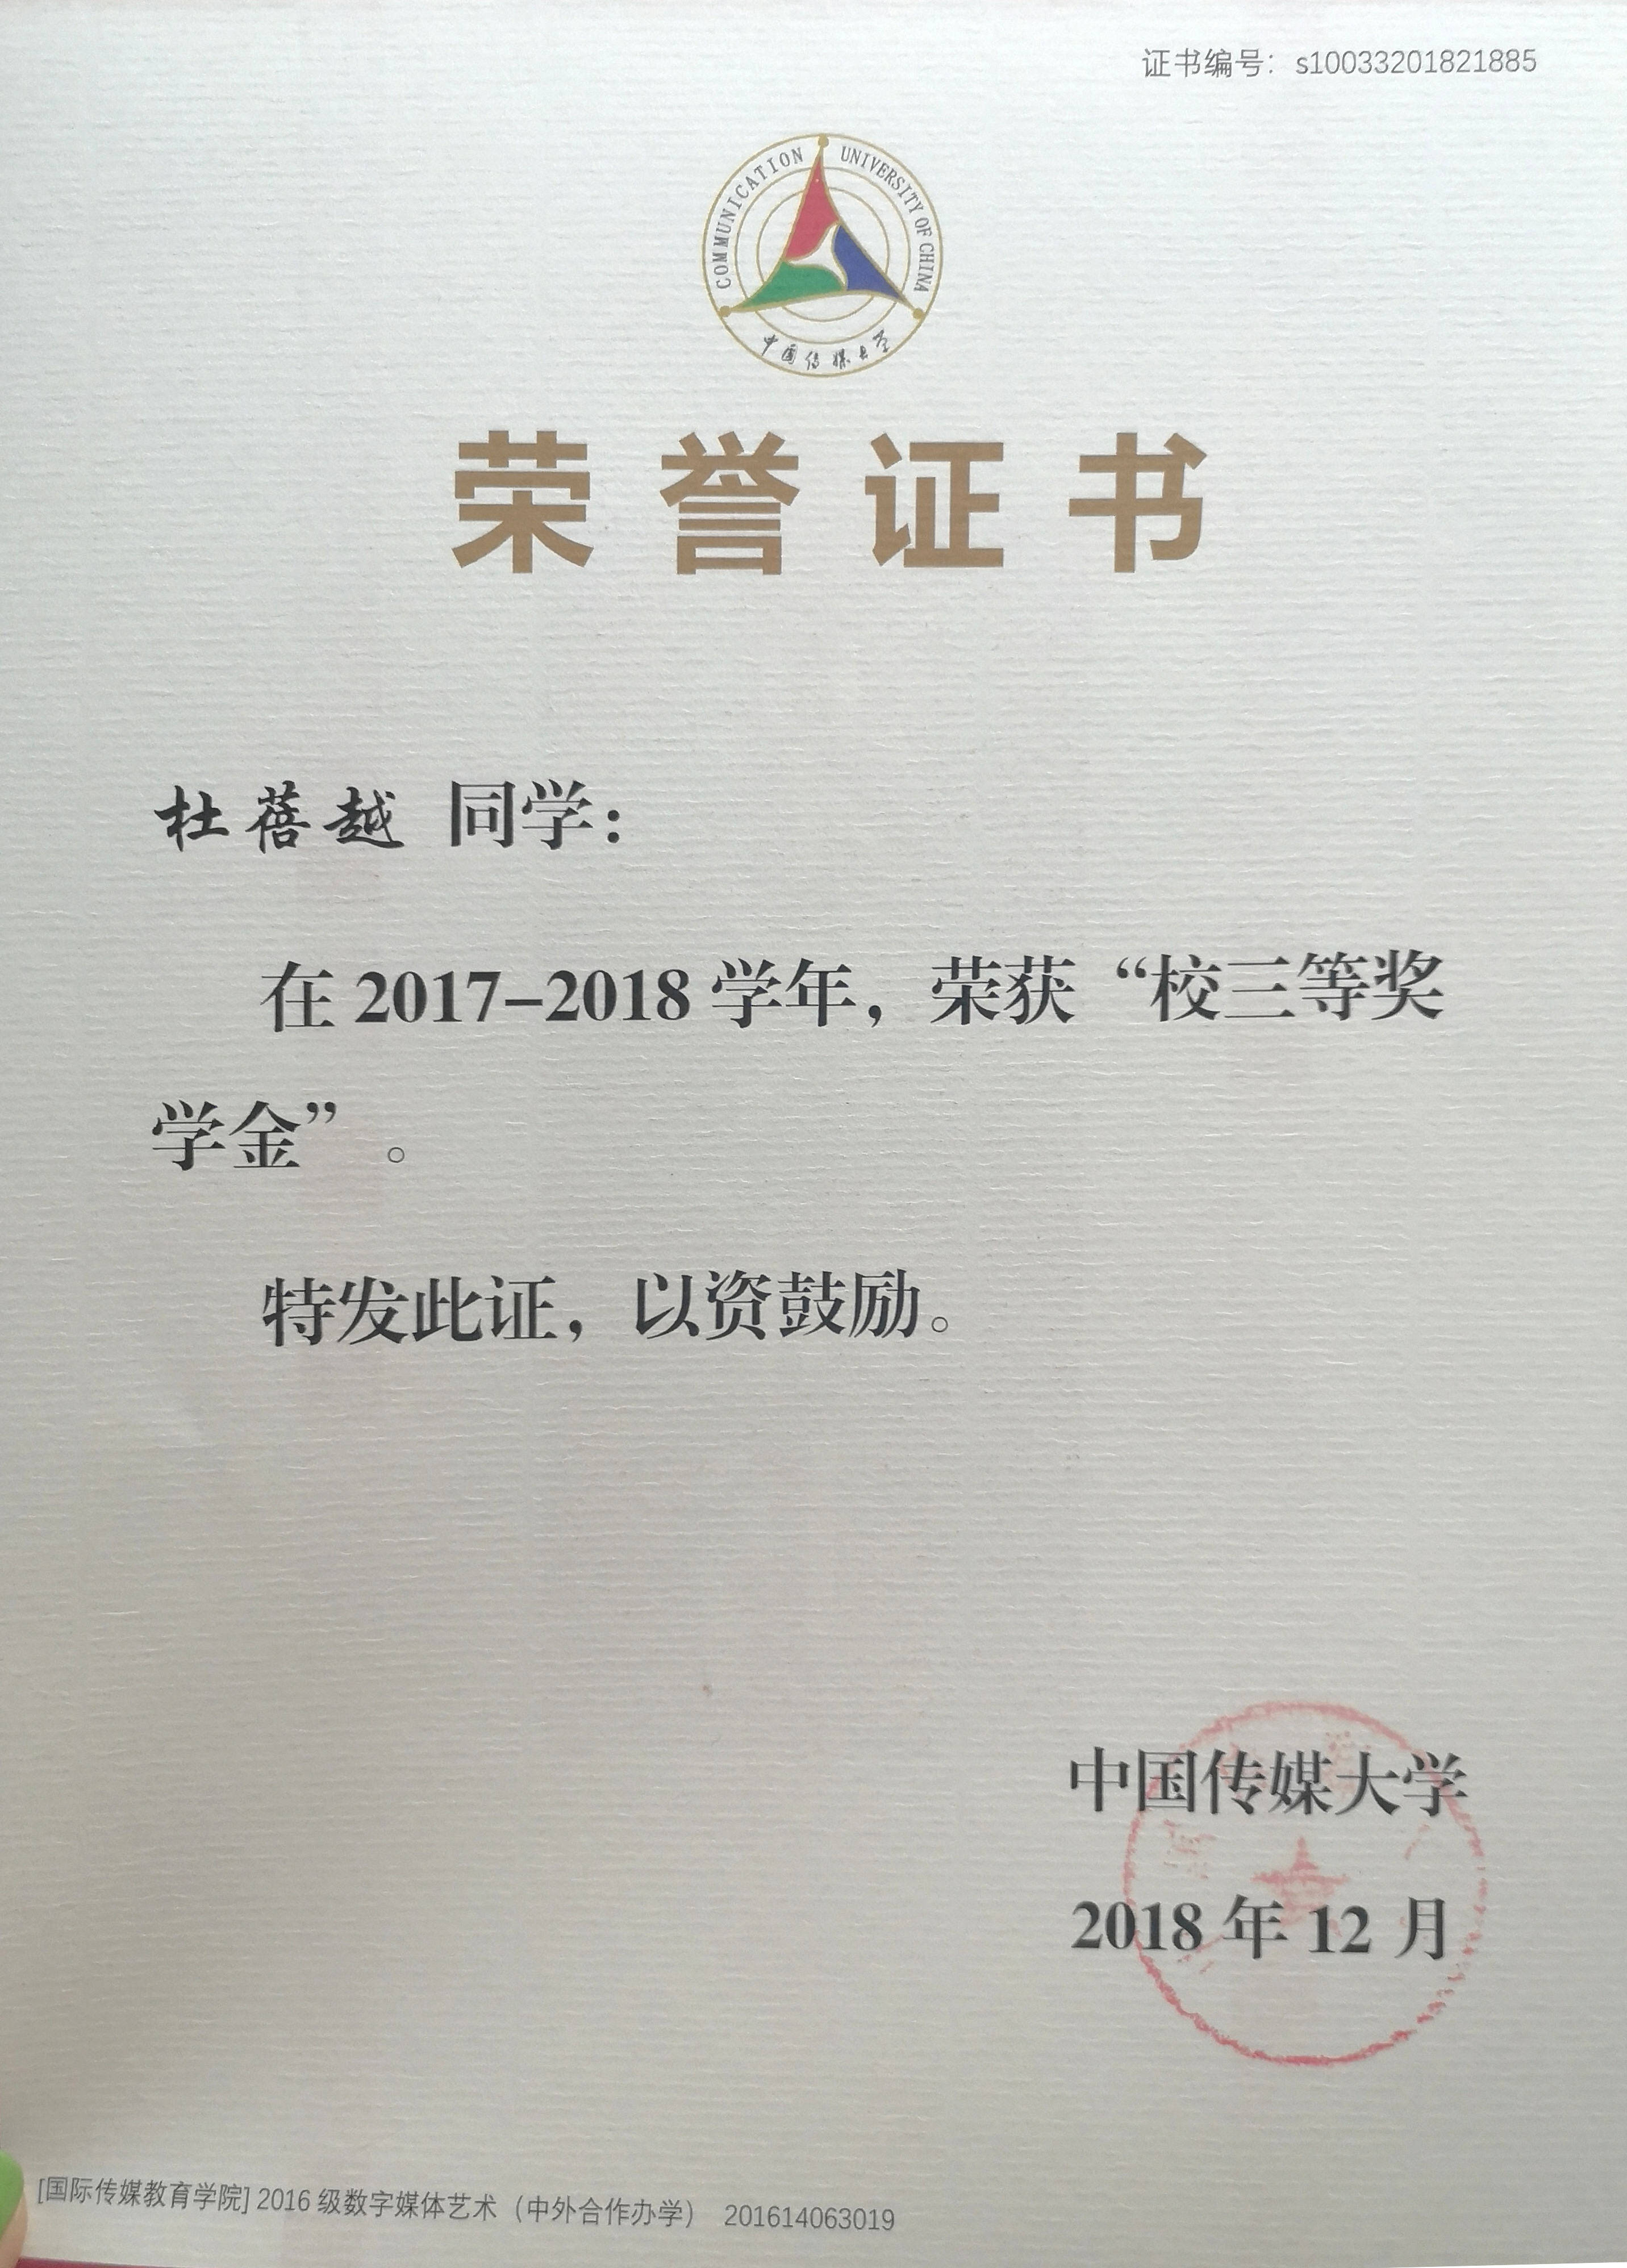 证书编号：s10033201821885
COMMUNICATION UNIVERSITY OF CHINA
中国传媒大学
荣誉证书
杜蓓越 同学：
在 2017–2018 学年，荣获“校三等奖
学金”。
特发此证，以资鼓励。
中国传媒大学
2018 年 12 月
[国际传媒教育学院] 2016 级数字媒体艺术（中外合作办学） 201614063019